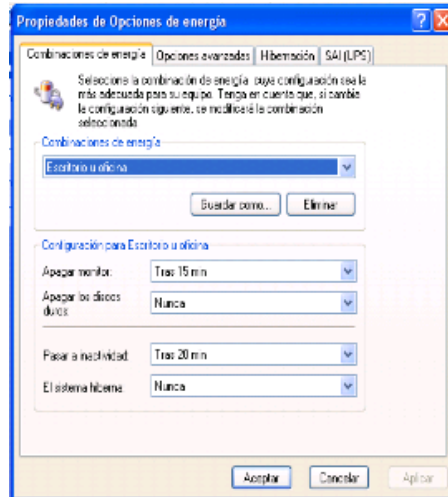 Propiedades de Opciones de energía
Combinaciones de energía Opciones avanzadas Hibernación SAI (UPS)
Seleccione la combinación de energía cuya configuración sea la
más adecuada para su equipo. Tenga en cuenta que, si cambia
la configuración siguiente, se modificará la combinación
seleccionada.
Combinaciones de energía
Escritorio u oficina
Guardar como... Eliminar
Configuración para Escritorio u oficina
Apagar monitor: Tras 15 min
Apagar los discos
duros: Nunca
Pasar a inactividad: Tras 20 min
El sistema hiberna: Nunca
Aceptar Cancelar Aplicar